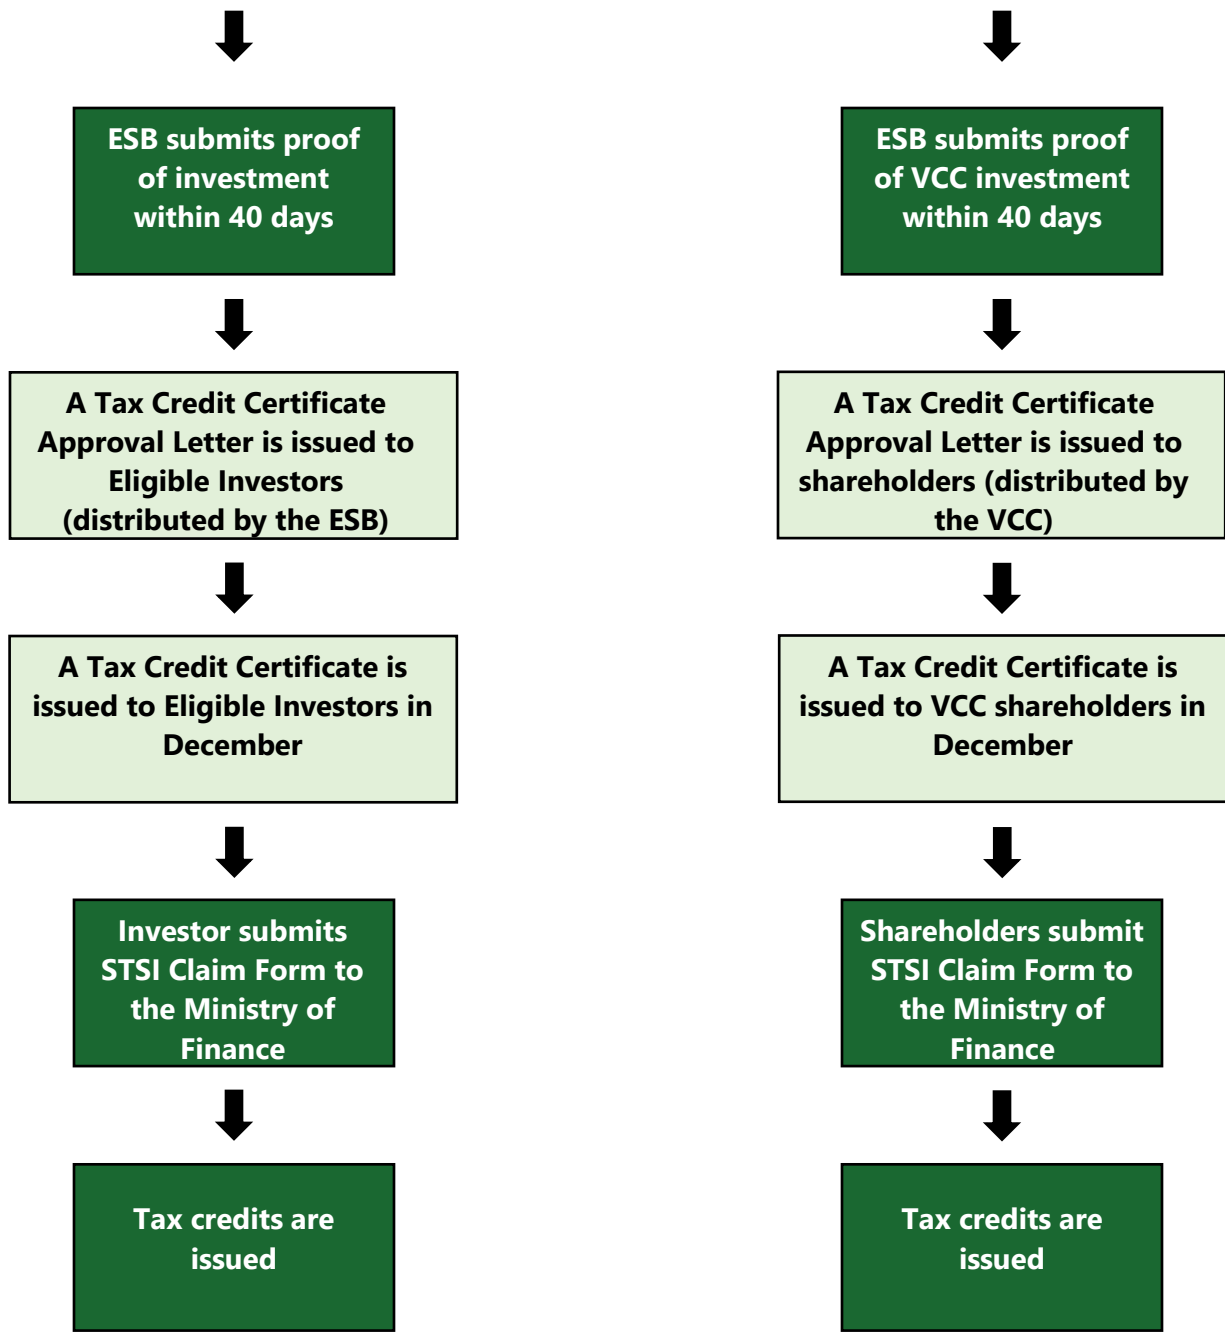 ESB submits proof
of investment
within 40 days
ESB submits proof
of VCC investment
within 40 days
A Tax Credit Certificate
Approval Letter is issued to
Eligible Investors
(distributed by the ESB)
A Tax Credit Certificate
Approval Letter is issued to
shareholders (distributed by
the VCC)
A Tax Credit Certificate is
issued to Eligible Investors in
December
A Tax Credit Certificate is
issued to VCC shareholders in
December
Investor submits
STSI Claim Form to
the Ministry of
Finance
Shareholders submit
STSI Claim Form to
the Ministry of
Finance
Tax credits are
issued
Tax credits are
issued